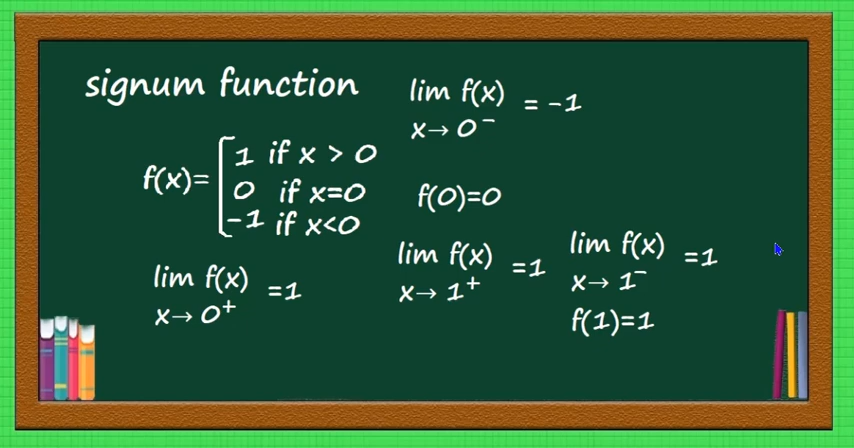 signum function
f(x)=
1 if x > 0
0 if x=0
-1 if x<0
lim f(x) = -1
x→ 0⁻
f(0)=0
lim f(x) =1
x→ 0⁺
lim f(x) =1
x→ 1⁺
lim f(x) =1
x→ 1⁻
f(1)=1